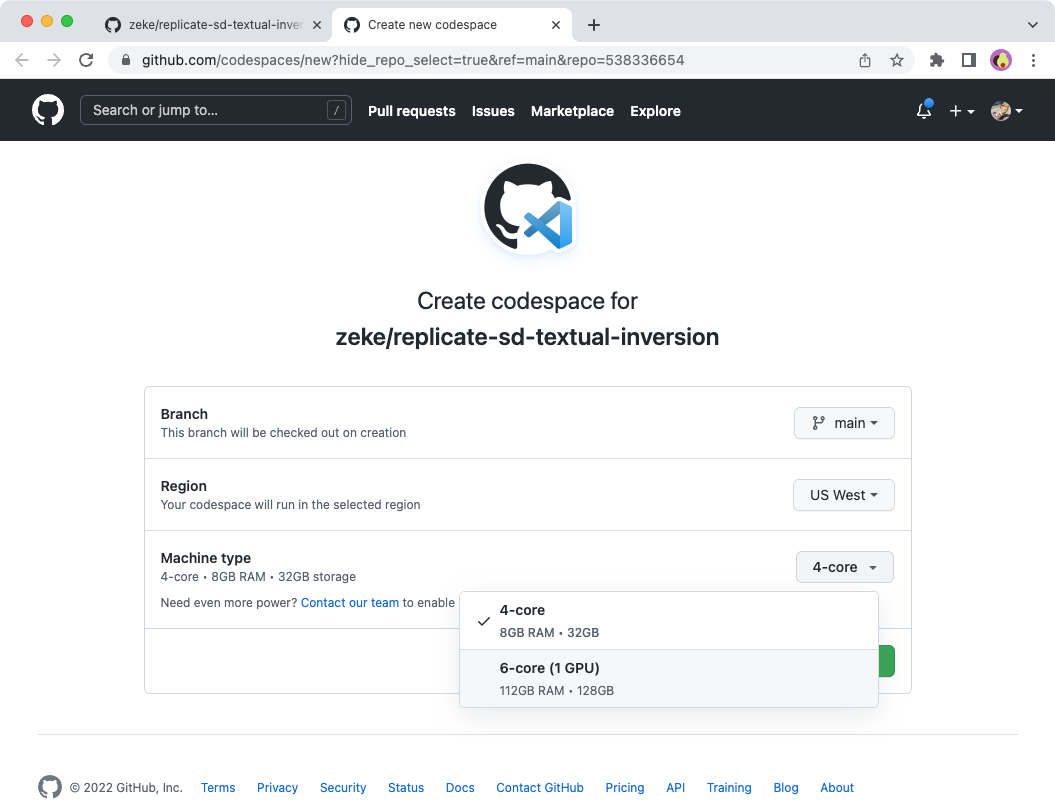 zeke/replicate-sd-textual-inver
Create new codespace
github.com/codespaces/new?hide_repo_select=true&ref=main&repo=538336654
Search or jump to...
/
Pull requests
Issues
Marketplace
Explore
Create codespace for
zeke/replicate-sd-textual-inversion
Branch
This branch will be checked out on creation
main
Region
Your codespace will run in the selected region
US West
Machine type
4-core • 8GB RAM • 32GB storage
4-core
Need even more power? Contact our team to enable
4-core
8GB RAM • 32GB
6-core (1 GPU)
112GB RAM • 128GB
© 2022 GitHub, Inc.
Terms
Privacy
Security
Status
Docs
Contact GitHub
Pricing
API
Training
Blog
About